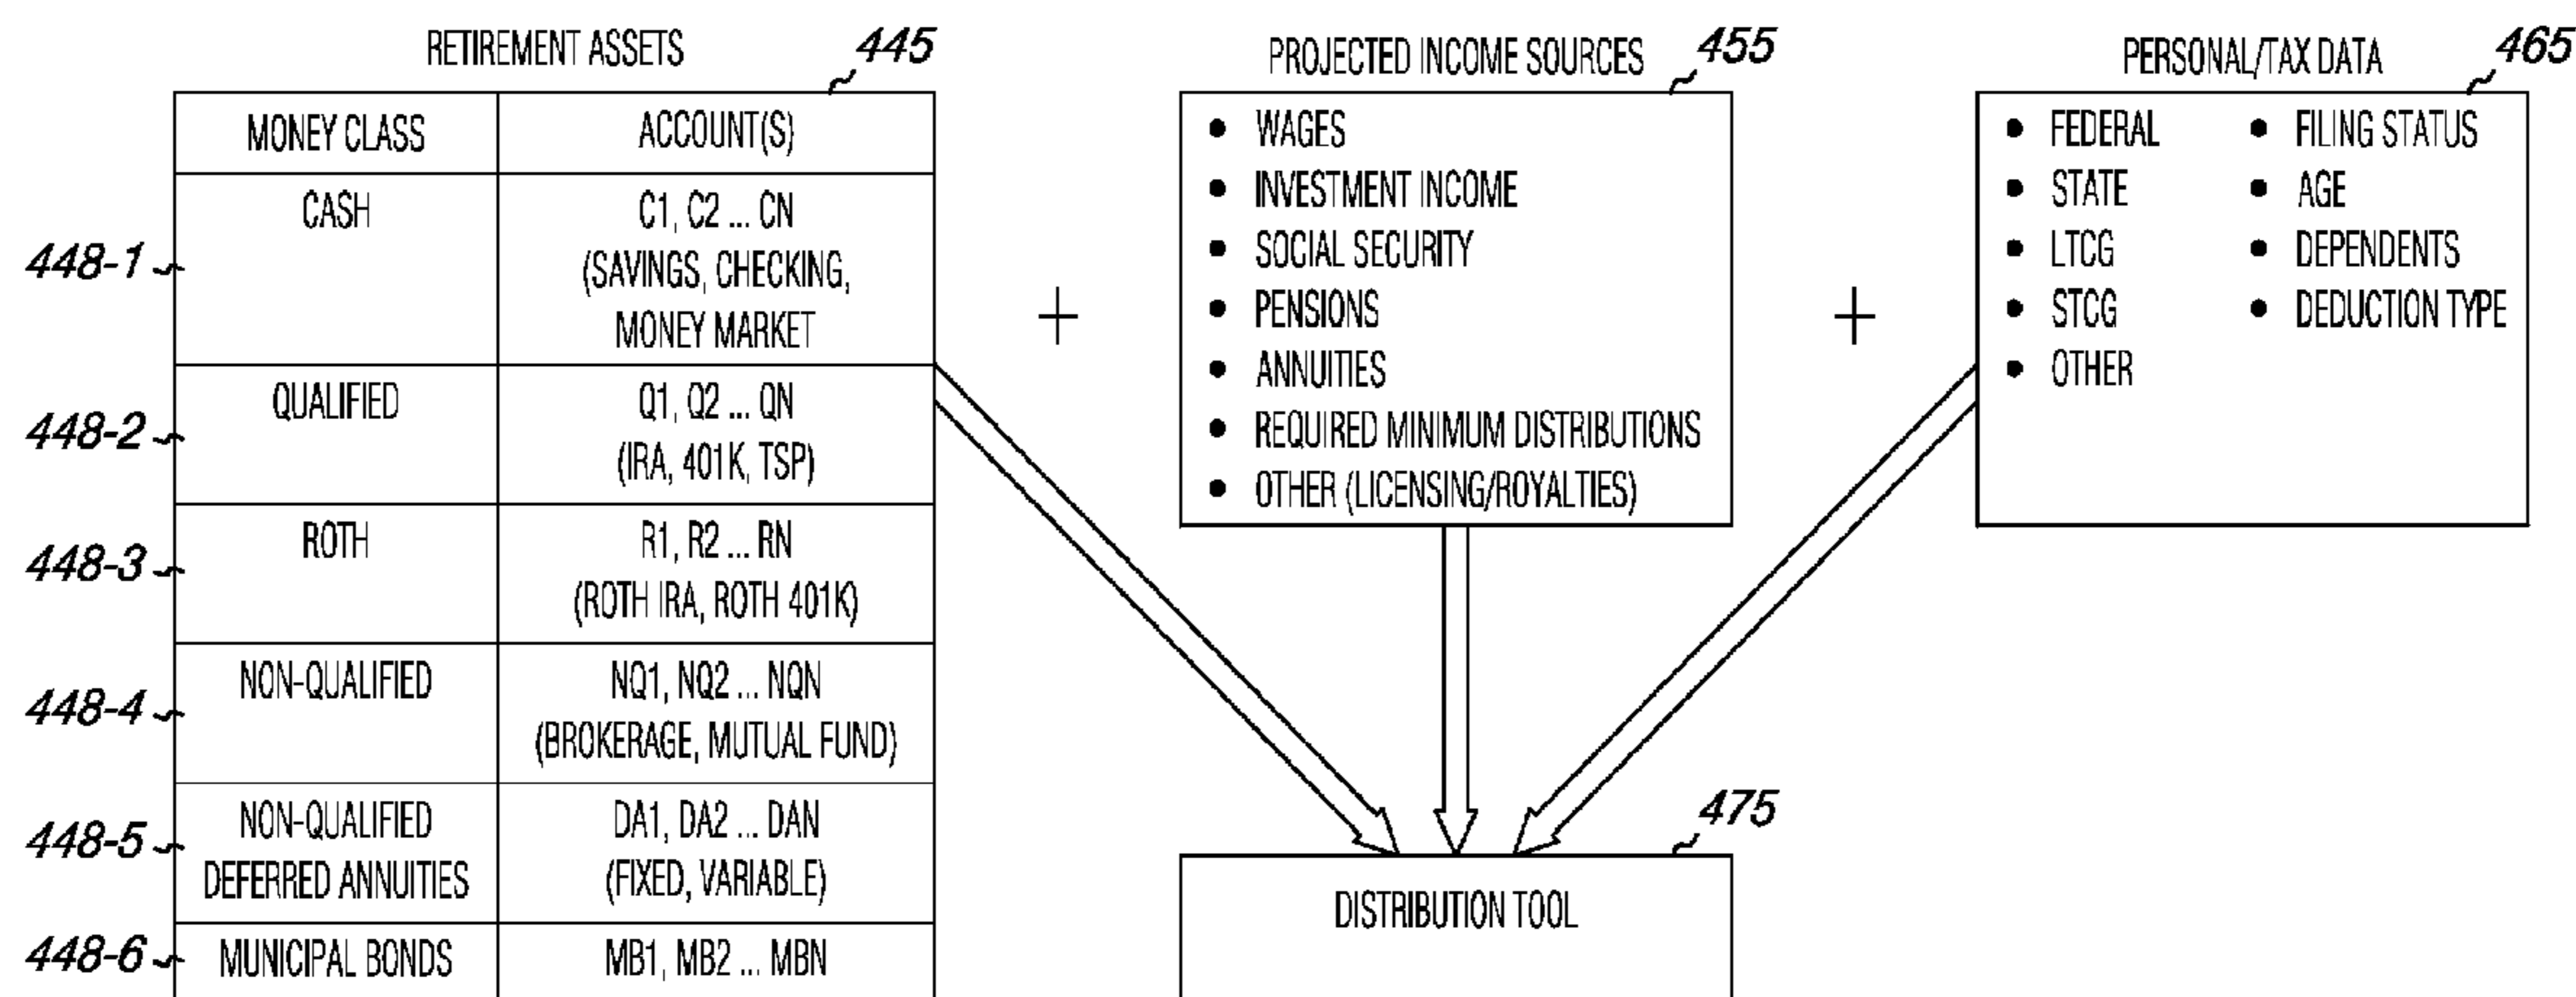 RETIREMENT ASSETS
445
MONEY CLASS
ACCOUNT(S)
448-1
CASH
C1, C2 ... CN
(SAVINGS, CHECKING,
MONEY MARKET
448-2
QUALIFIED
Q1, Q2 ... QN
(IRA, 401K, TSP)
448-3
ROTH
R1, R2 ... RN
(ROTH IRA, ROTH 401K)
448-4
NON-QUALIFIED
NQ1, NQ2 ... NQN
(BROKERAGE, MUTUAL FUND)
448-5
NON-QUALIFIED
DEFERRED ANNUITIES
DA1, DA2 ... DAN
(FIXED, VARIABLE)
448-6
MUNICIPAL BONDS
MB1, MB2 ... MBN
+
PROJECTED INCOME SOURCES
455
• WAGES
• INVESTMENT INCOME
• SOCIAL SECURITY
• PENSIONS
• ANNUITIES
• REQUIRED MINIMUM DISTRIBUTIONS
• OTHER (LICENSING/ROYALTIES)
+
PERSONAL/TAX DATA
465
• FEDERAL
• STATE
• LTCG
• STCG
• OTHER
• FILING STATUS
• AGE
• DEPENDENTS
• DEDUCTION TYPE
475
DISTRIBUTION TOOL